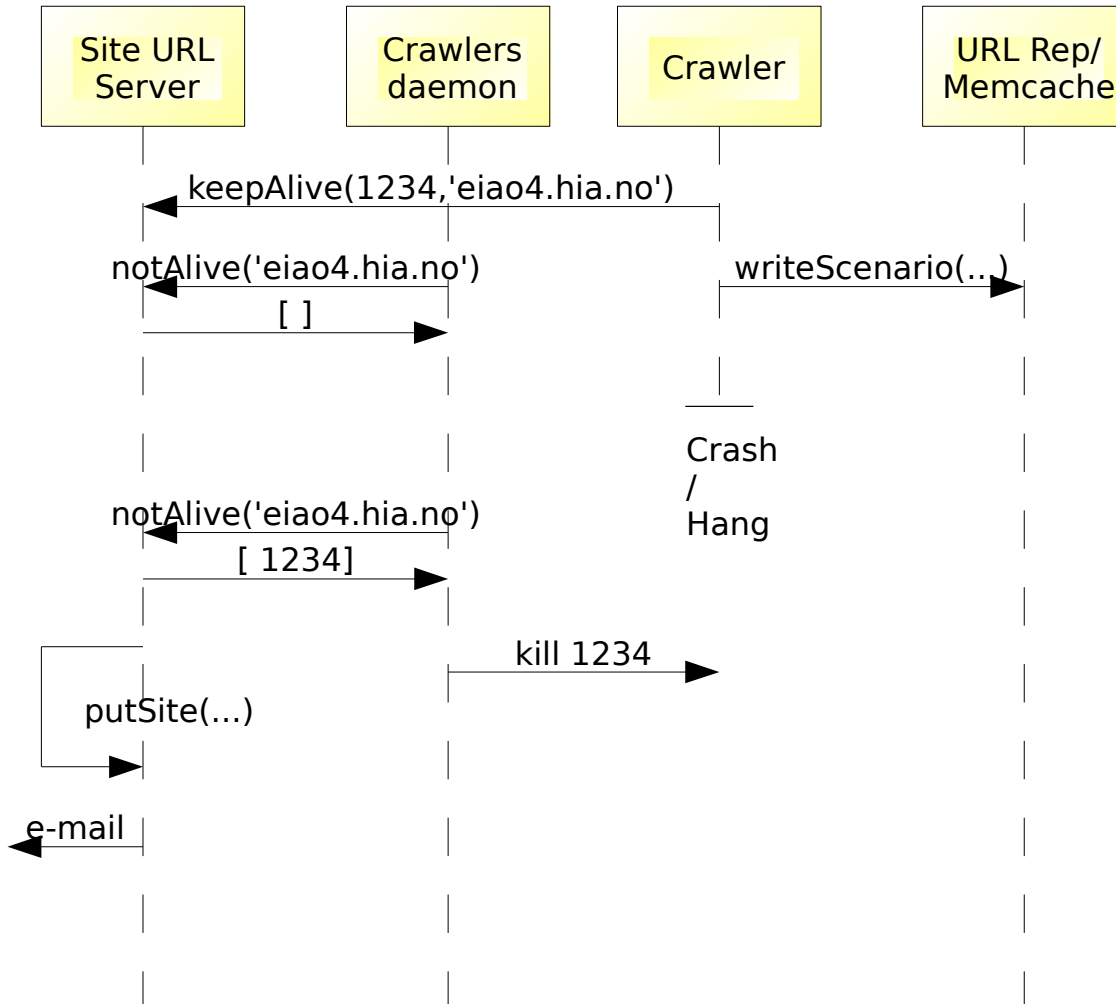 Site URL
Server
Crawlers
daemon
Crawler
URL Rep/
Memcache
keepAlive(1234,'eiao4.hia.no')
notAlive('eiao4.hia.no')
writeScenario(...)
[ ]
Crash
/
Hang
notAlive('eiao4.hia.no')
[ 1234]
kill 1234
putSite(...)
e-mail